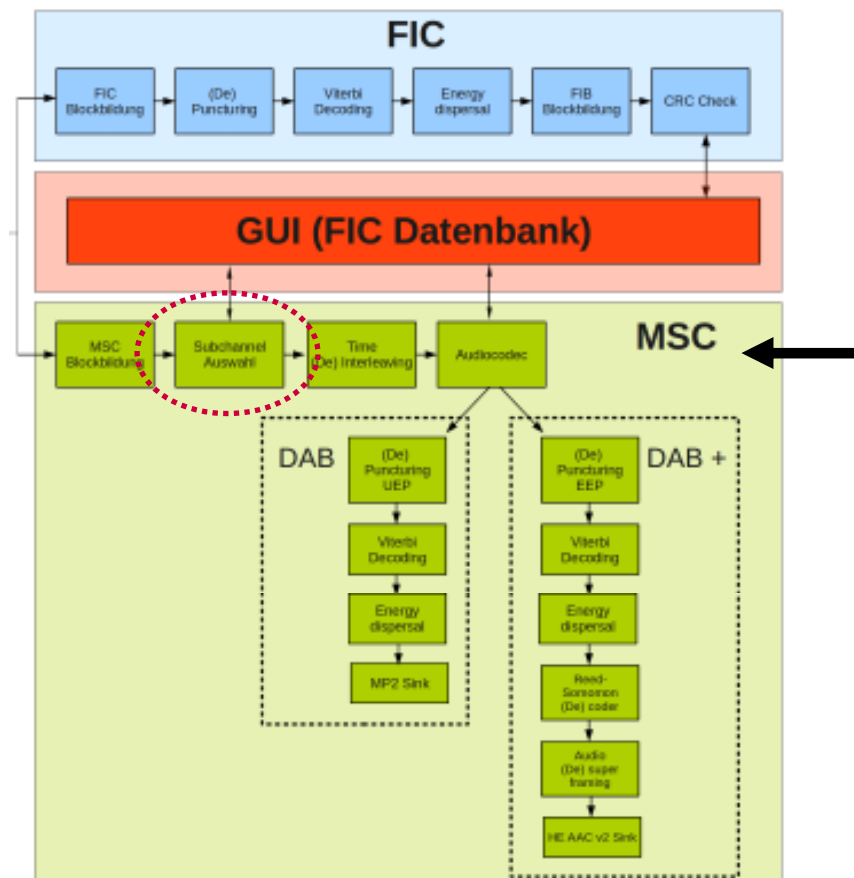 FIC
FIC
Blockbildung
(De)
Puncturing
Viterbi
Decoding
Energy
dispersal
FIB
Blockbildung
CRC Check
GUI (FIC Datenbank)
MSC
MSC
Blockbildung
Subchannel
Auswahl
Time
(De) Interleaving
Audiocodec
DAB
(De)
Puncturing
UEP
Viterbi
Decoding
Energy
dispersal
MP2 Sink
DAB +
(De)
Puncturing
EEP
Viterbi
Decoding
Energy
dispersal
Reed-
Somomon
(De) coder
Audio
(De) super
framing
HE AAC v2 Sink